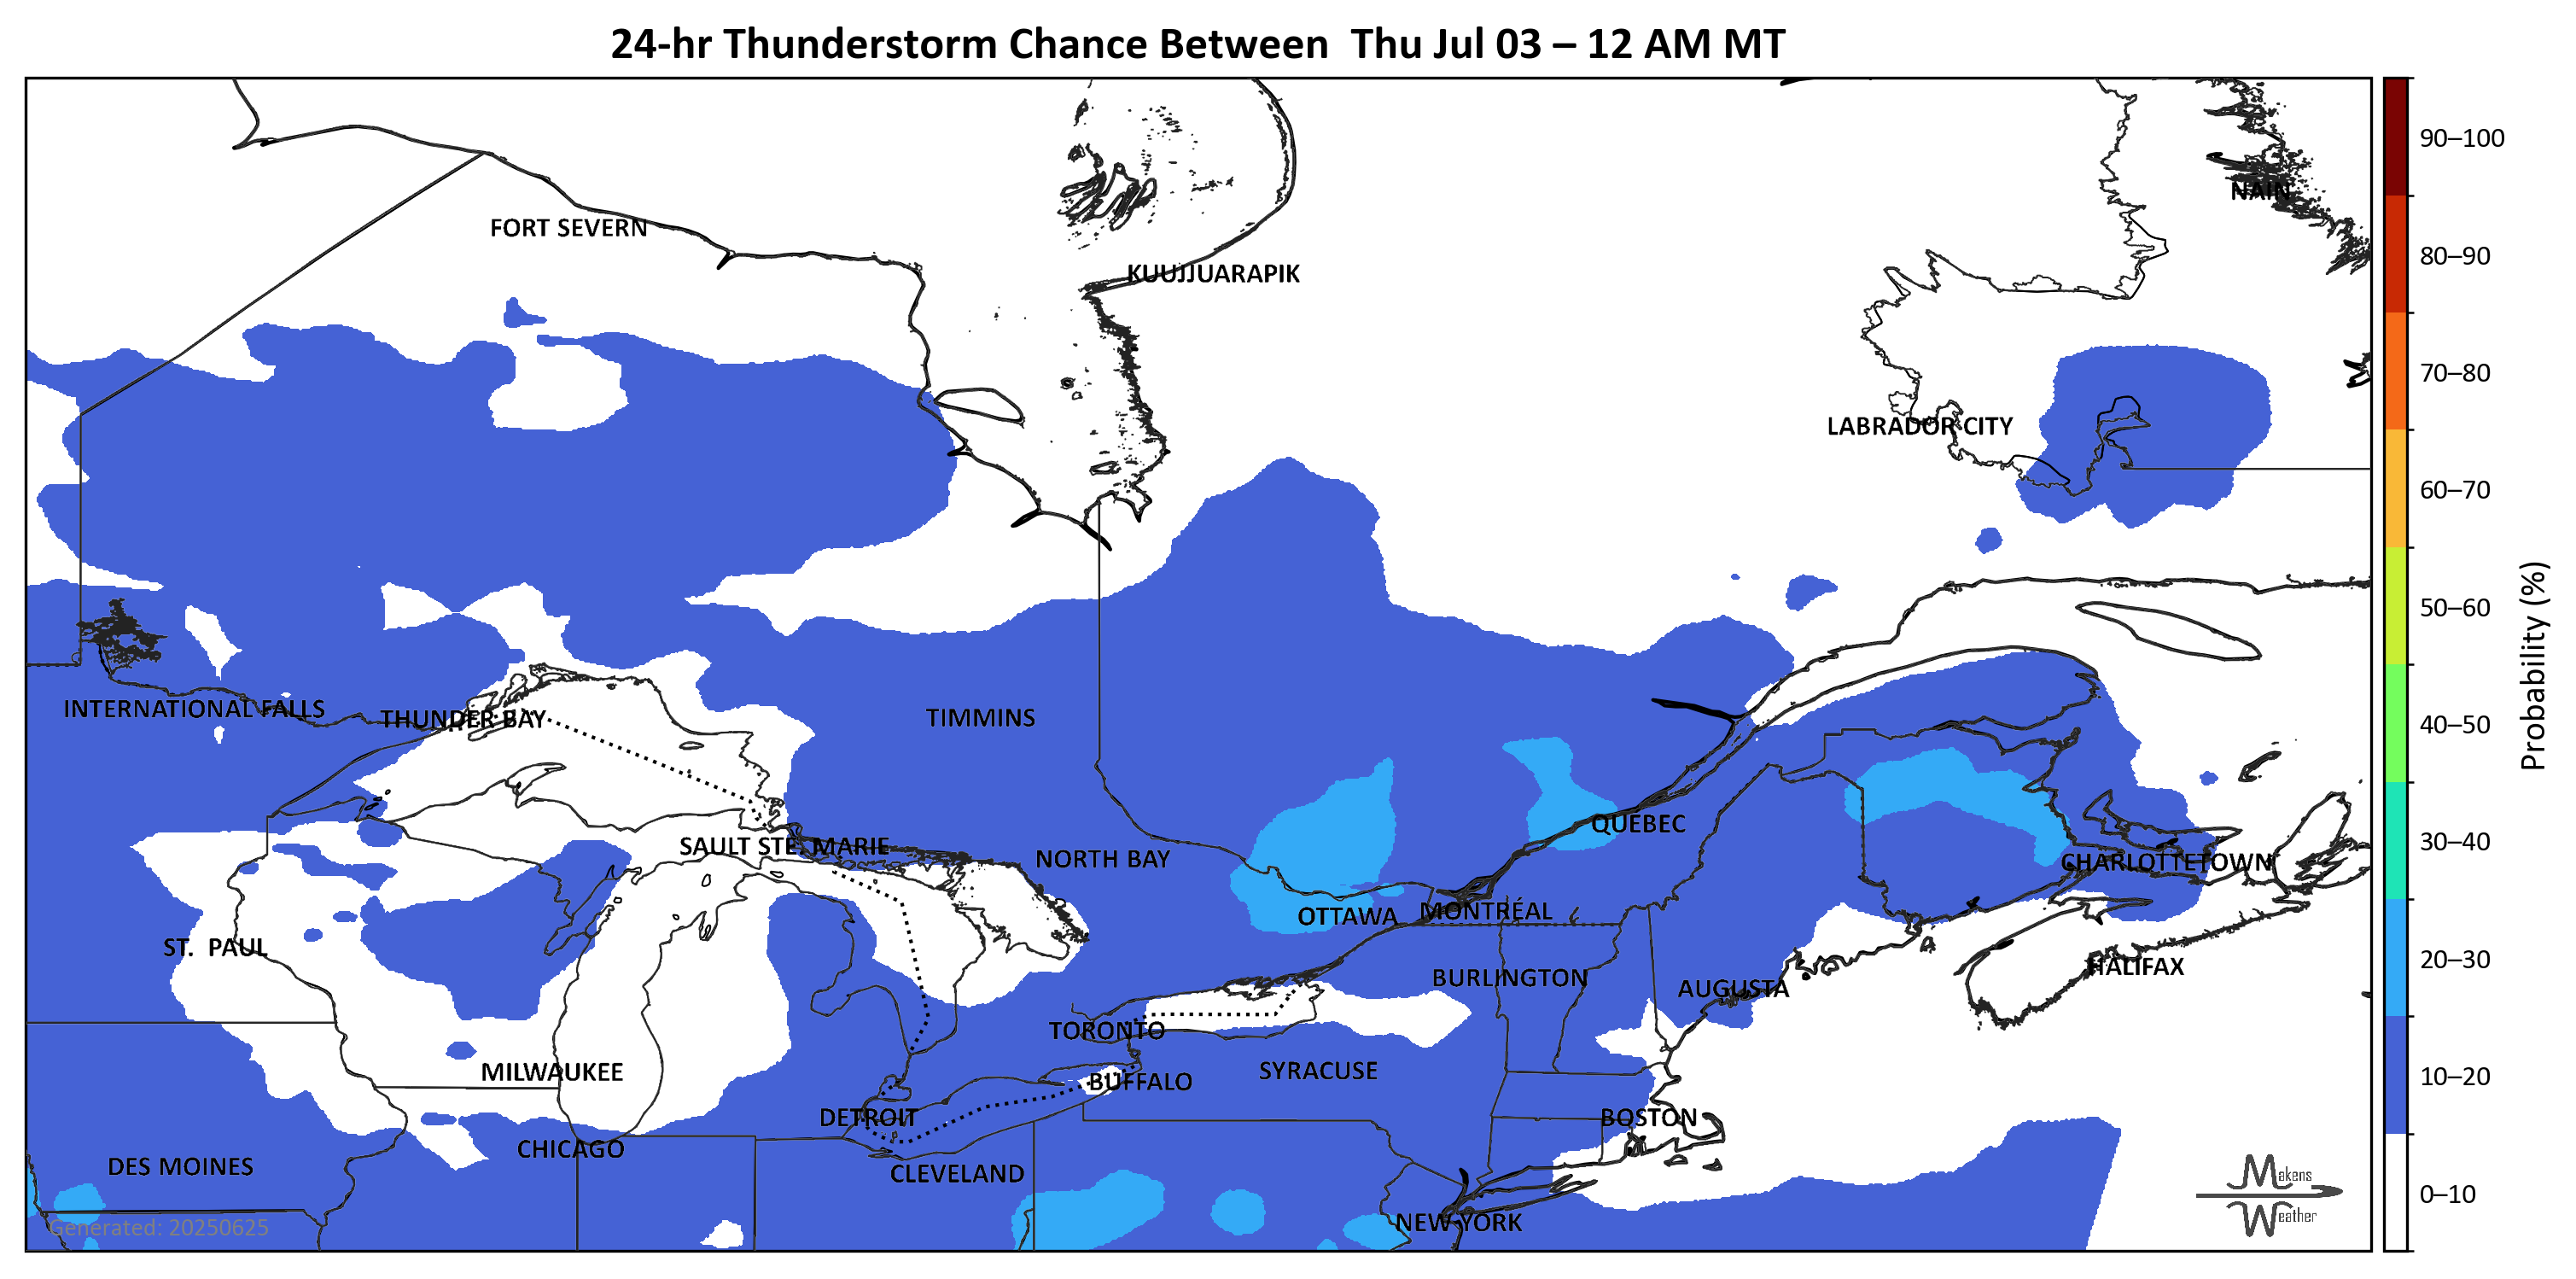 24-hr Thunderstorm Chance Between  Thu Jul 03 – 12 AM MT
NAIN
FORT SEVERN
KUUJJUARAPIK
LABRADOR CITY
INTERNATIONAL FALLS
THUNDER BAY
TIMMINS
QUEBEC
SAULT STE. MARIE
NORTH BAY
CHARLOTTETOWN
OTTAWA
MONTRÉAL
ST. PAUL
HALIFAX
BURLINGTON
AUGUSTA
TORONTO
MILWAUKEE
SYRACUSE
BUFFALO
DETROIT
BOSTON
CHICAGO
DES MOINES
CLEVELAND
NEW YORK
Generated: 20250625
Makens
Weather
90–100
80–90
70–80
60–70
50–60
40–50
30–40
20–30
10–20
0–10
Probability (%)